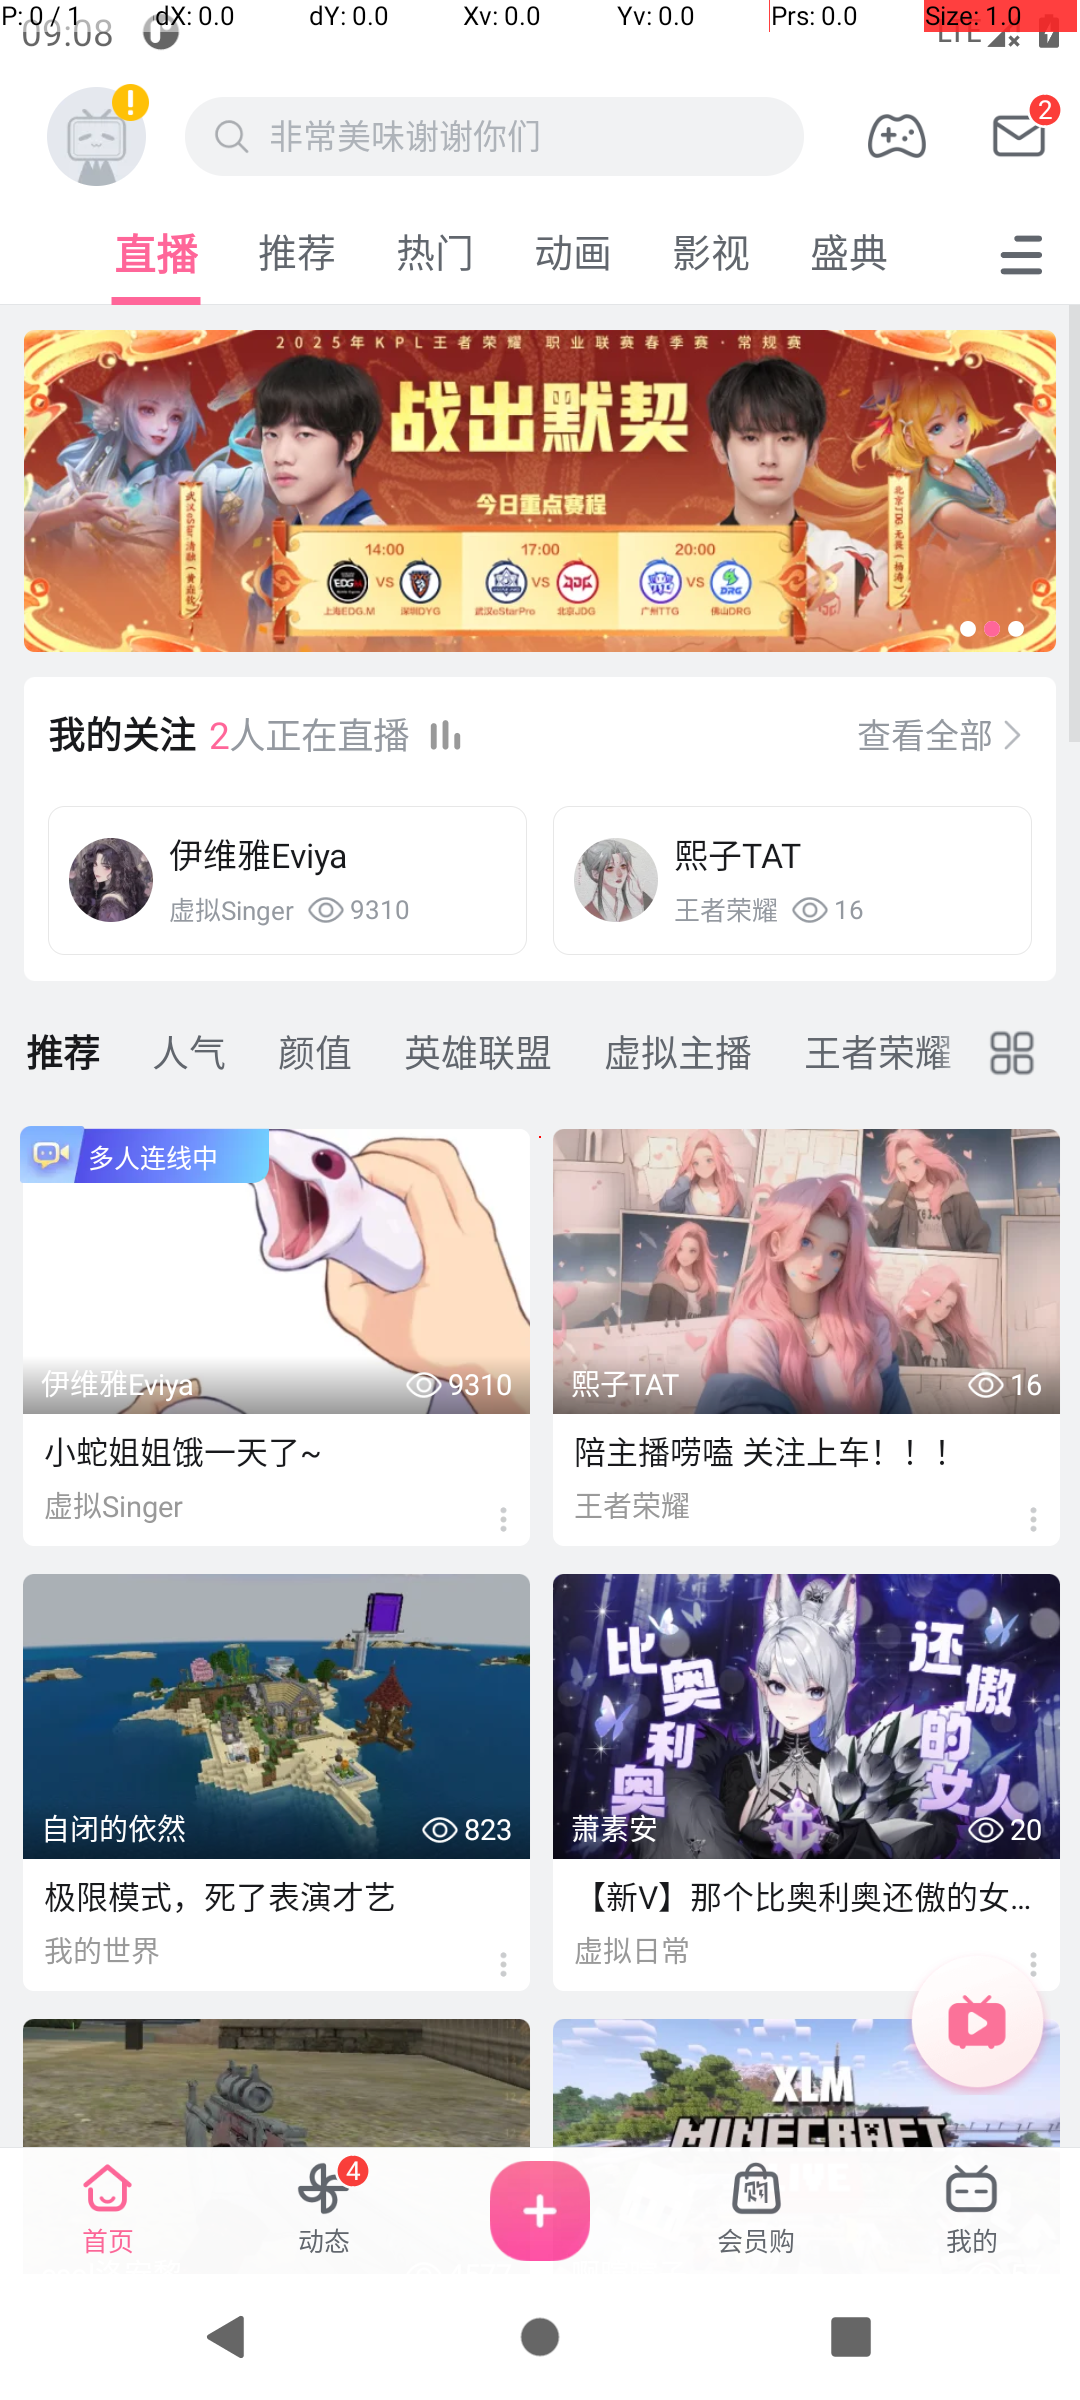 P: 0 / 1 dX: 0.0 dY: 0.0 Xv: 0.0 Yv: 0.0 Prs: 0.0 Size: 1.0
09:08 LTE
非常美味谢谢你们 2
直播 推荐 热门 动画 影视 盛典
2025年KPL王者荣耀 职业联赛春季赛·常规赛
战出默契
今日重点赛程
14:00 17:00 20:00
VS VS VS
上海EDG.M 深圳DYG 武汉eStarPro 北京JDG 广州TTG 佛山DRG
我的关注 2人正在直播 查看全部
伊维雅Eviya
虚拟Singer 9310
熙子TAT
王者荣耀 16
推荐 人气 颜值 英雄联盟 虚拟主播 王者荣耀
多人连线中
伊维雅Eviya 9310
小蛇姐姐饿一天了~
虚拟Singer
熙子TAT 16
陪主播唠嗑 关注上车！！！
王者荣耀
自闭的依然 823
极限模式，死了表演才艺
我的世界
比奥利奥
还傲的女人
萧素安 20
【新V】那个比奥利奥还傲的女...
虚拟日常
XLM
MINECRAFT
首页 动态 4 会员购 我的